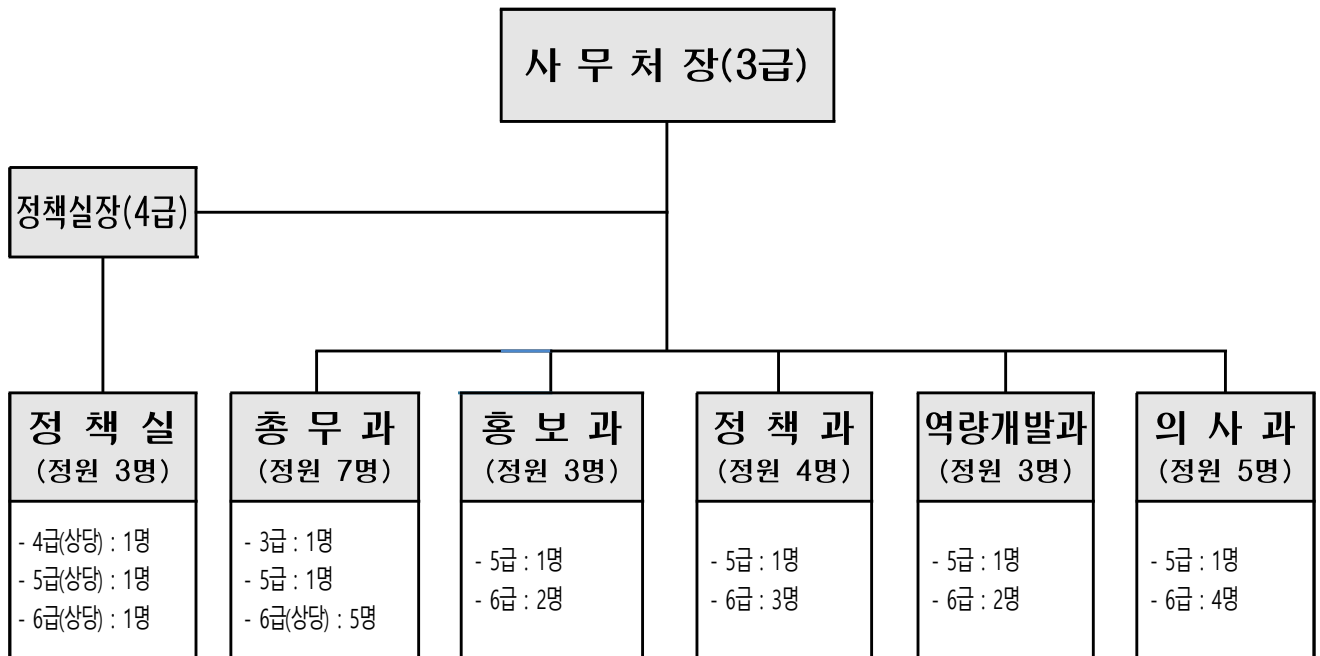 사 무 처 장(3급)
정책실장(4급)
정 책 실
(정원 3명)
- 4급(상당) : 1명
- 5급(상당) : 1명
- 6급(상당) : 1명
총 무 과
(정원 7명)
- 3급 : 1명
- 5급 : 1명
- 6급(상당) : 5명
홍 보 과
(정원 3명)
- 5급 : 1명
- 6급 : 2명
정 책 과
(정원 4명)
- 5급 : 1명
- 6급 : 3명
역량개발과
(정원 3명)
- 5급 : 1명
- 6급 : 2명
의 사 과
(정원 5명)
- 5급 : 1명
- 6급 : 4명